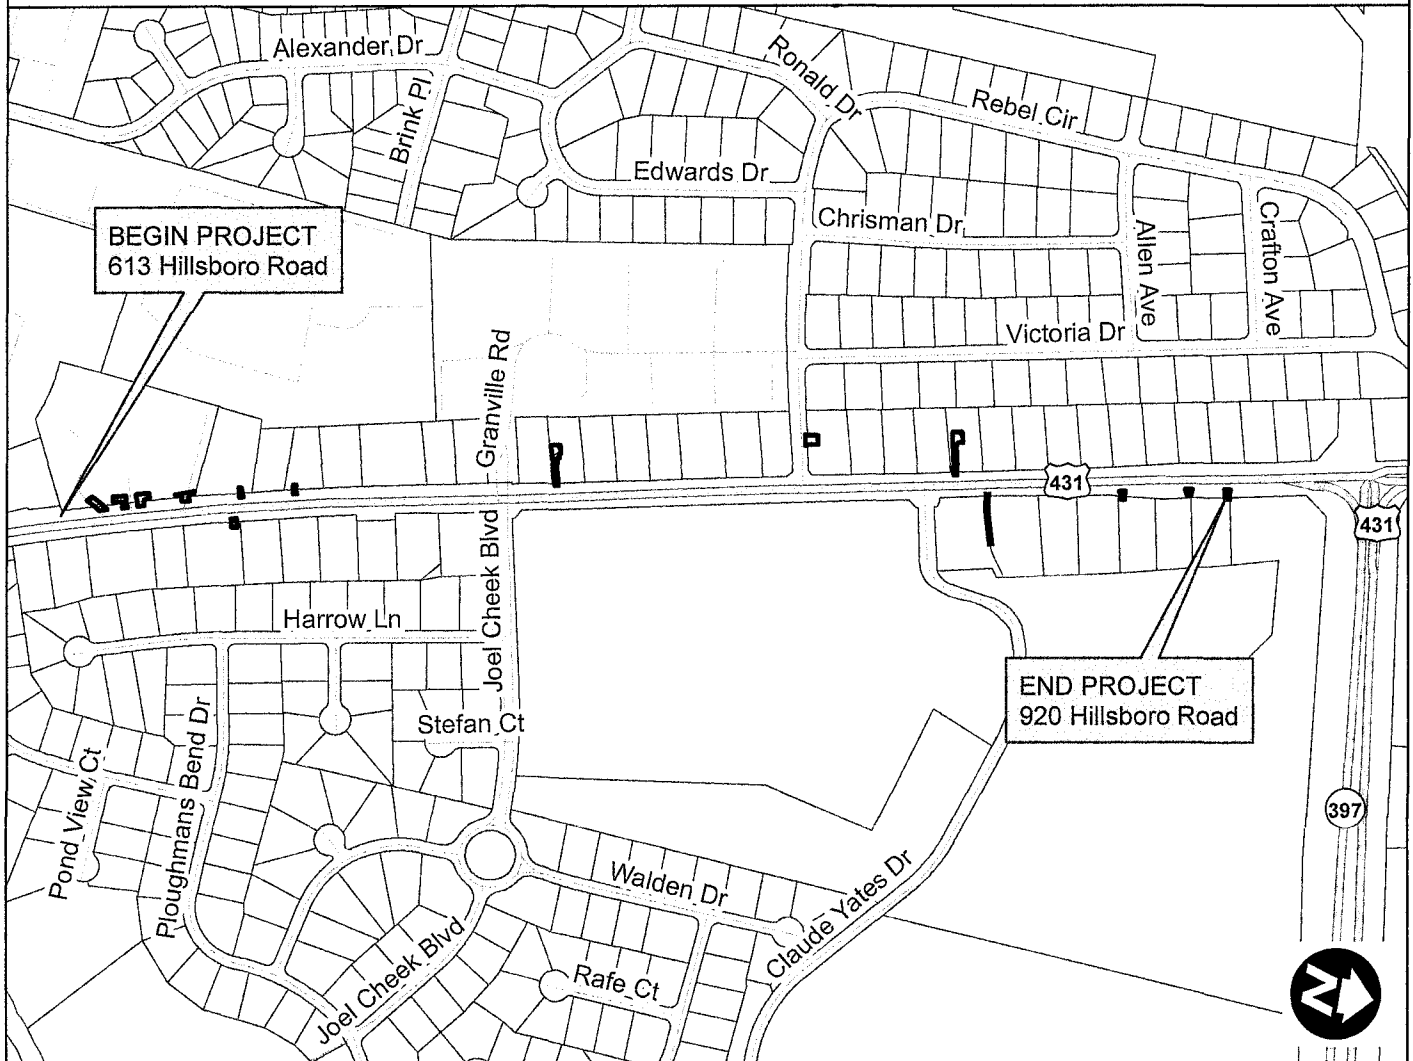 Alexander Dr
Ronald Dr
Rebel Cir
Brink Pl
Edwards Dr
Chrisman Dr
Allen Ave
Crafton Ave
BEGIN PROJECT
613 Hillsboro Road
Victoria Dr
Granville Rd
431
431
Joel Cheek Blvd
Harrow Ln
END PROJECT
920 Hillsboro Road
Stefan Ct
Ploughmans Bend Dr
Pond View Ct
397
Walden Dr
Claude Yates Dr
Joel Cheek Blvd
Rafe Ct
N